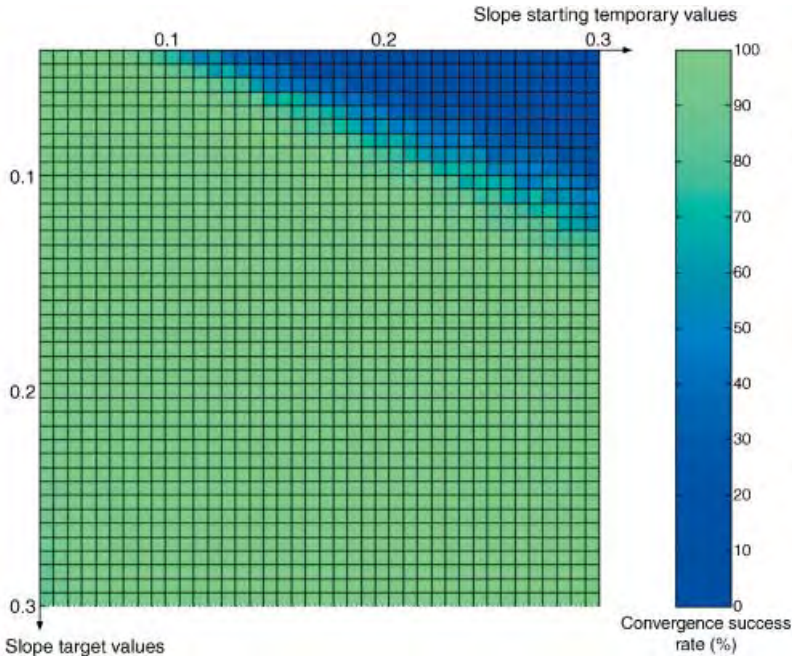 Slope starting temporary values
0.1 0.2 0.3
0.1
0.2
0.3
Slope target values
100
90
80
70
60
50
40
30
20
10
0
Convergence success
rate (%)